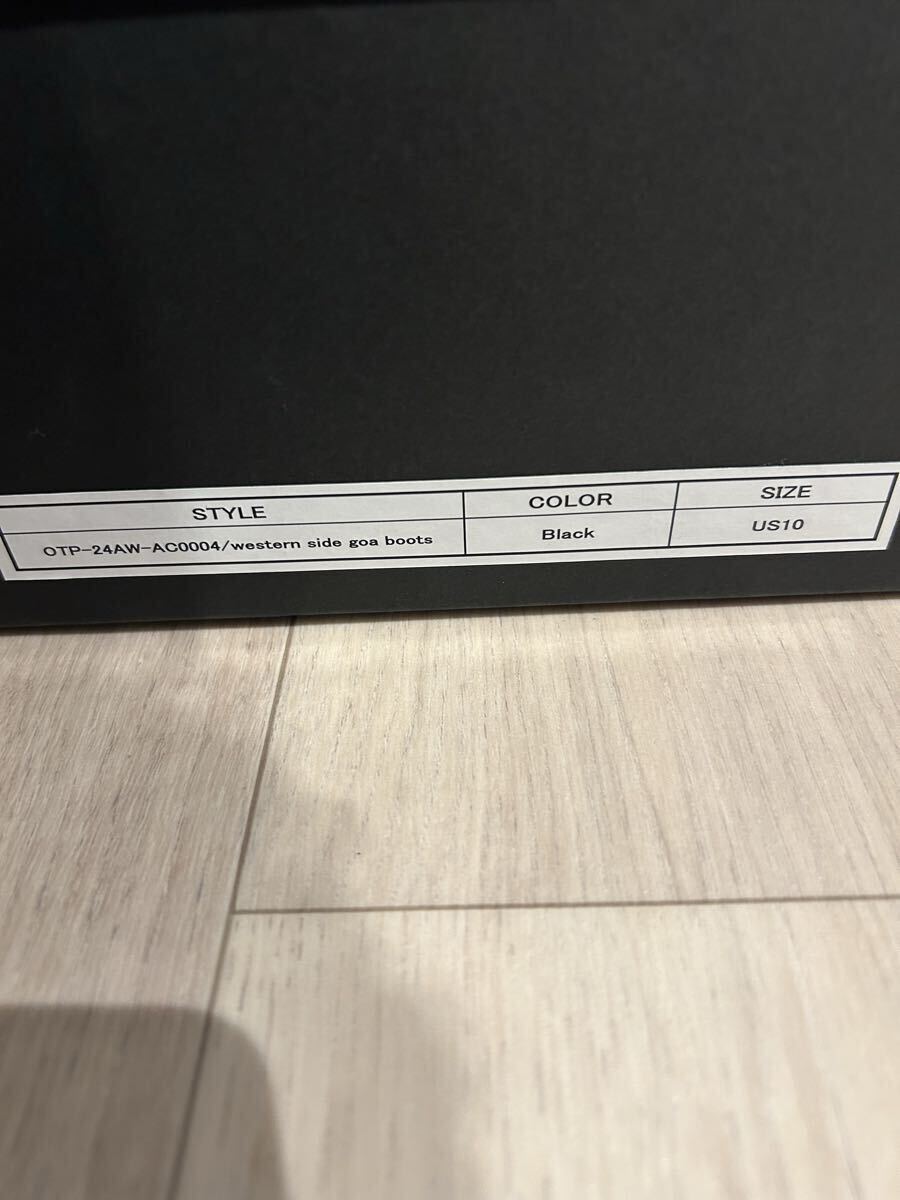 STYLE COLOR SIZE
OTP-24AW-AC0004/western side goa boots Black US10